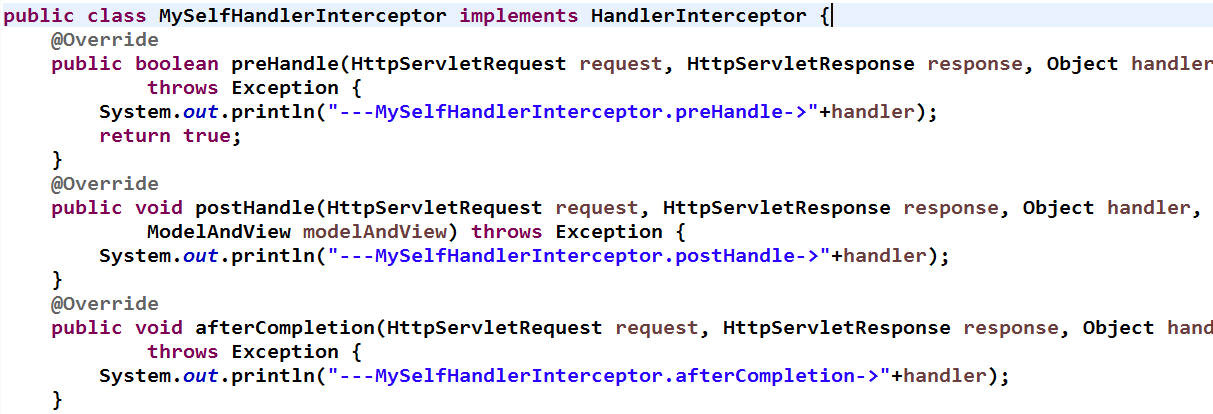 public class MySelfHandlerInterceptor implements HandlerInterceptor {
@Override
public boolean preHandle(HttpServletRequest request, HttpServletResponse response, Object handler
throws Exception {
System.out.println("---MySelfHandlerInterceptor.preHandle->"+handler);
return true;
}
@Override
public void postHandle(HttpServletRequest request, HttpServletResponse response, Object handler,
ModelAndView modelAndView) throws Exception {
System.out.println("---MySelfHandlerInterceptor.postHandle->"+handler);
}
@Override
public void afterCompletion(HttpServletRequest request, HttpServletResponse response, Object hand
throws Exception {
System.out.println("---MySelfHandlerInterceptor.afterCompletion->"+handler);
}